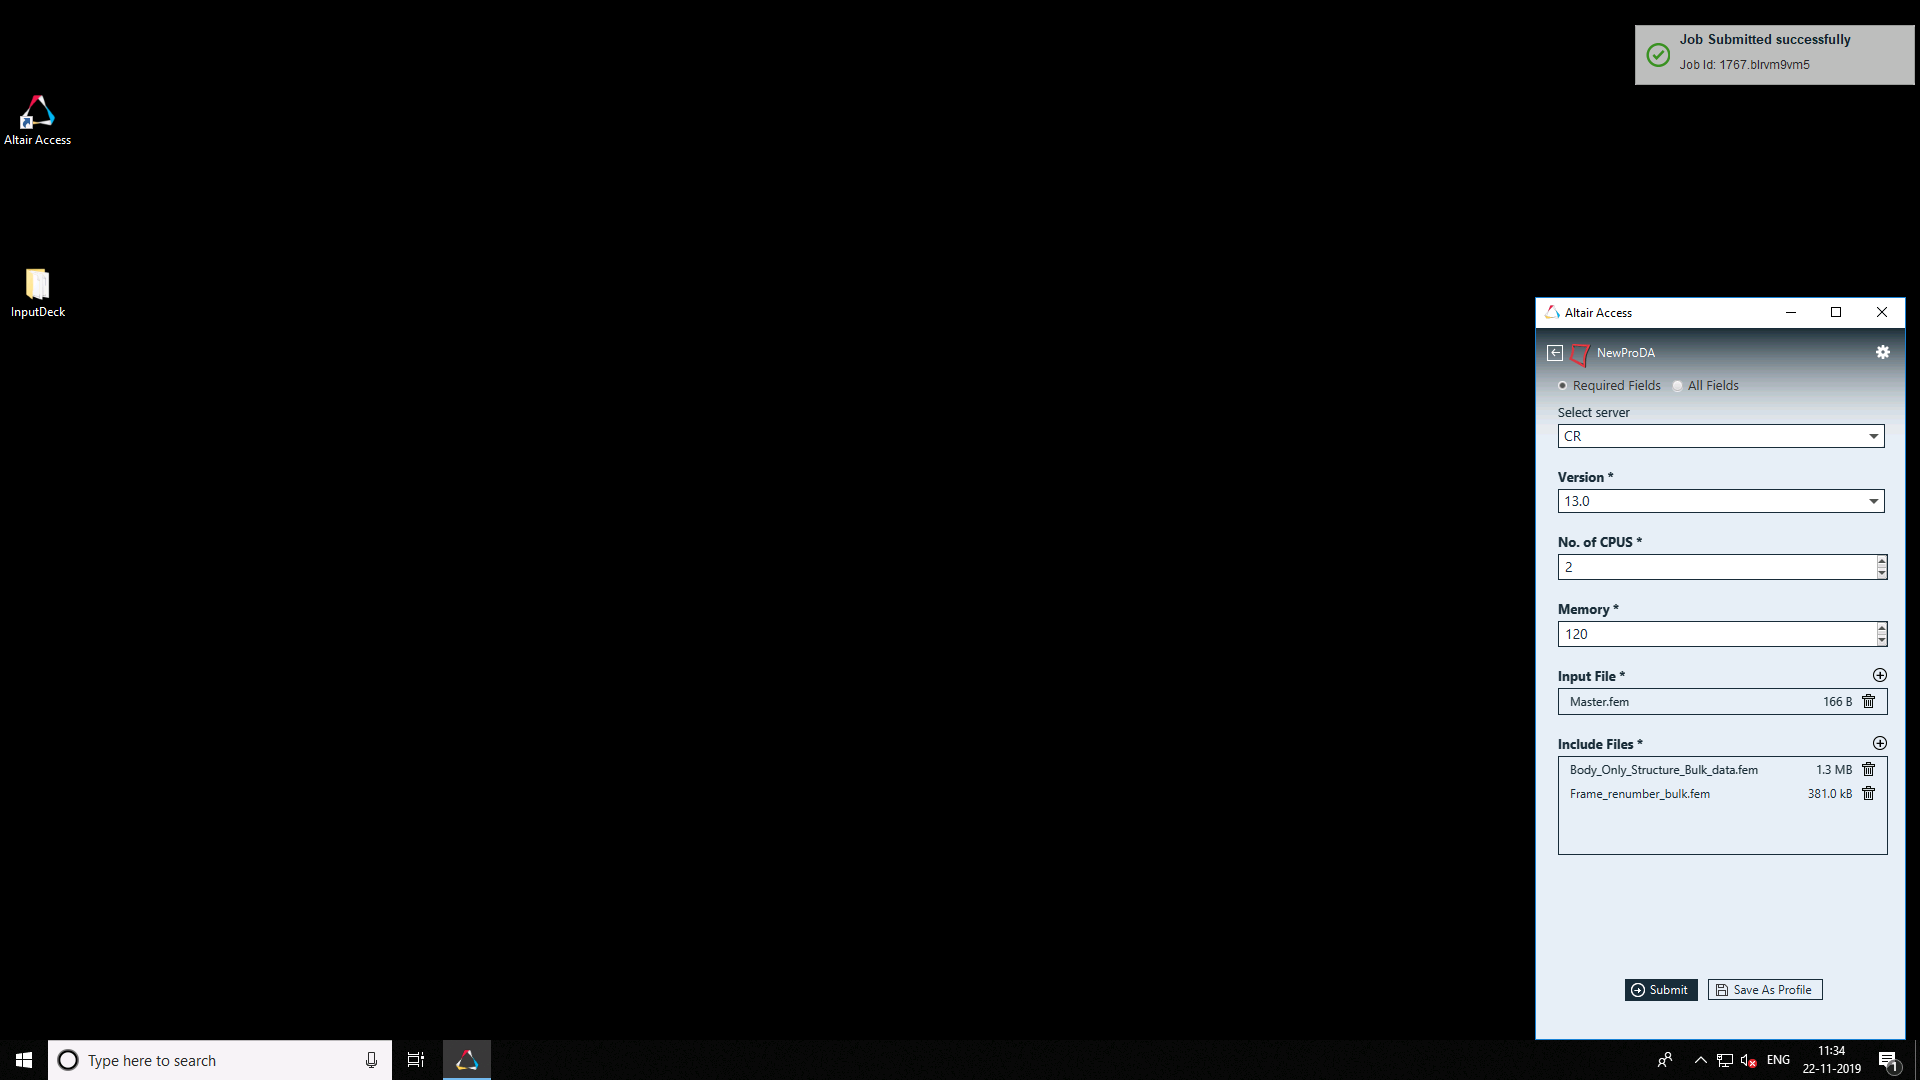 Job Submitted successfully
Job Id: 1767.blrvm9vm5
Altair Access
InputDeck
Altair Access
NewProDA
Required Fields All Fields
Select server
CR
Version *
13.0
No. of CPUS *
2
Memory *
120
Input File *
Master.fem 166 B
Include Files *
Body_Only_Structure_Bulk_data.fem 1.3 MB
Frame_renumber_bulk.fem 381.0 kB
Submit Save As Profile
Type here to search
ENG
11:34
22-11-2019
1